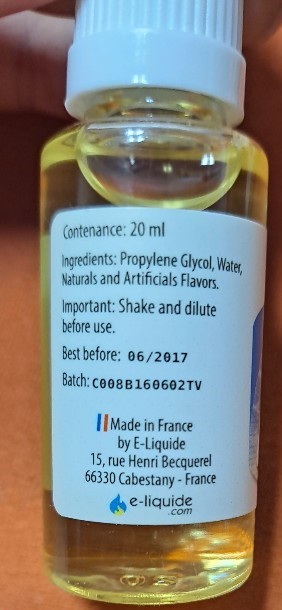 Contenance: 20 ml
Ingredients: Propylene Glycol, Water,
Naturals and Artificials Flavors.
Important: Shake and dilute
before use.
Best before: 06/2017
Batch: C008B160602TV
Made in France
by E-Liquide
15, rue Henri Becquerel
66330 Cabestany - France
e-liquide
.com